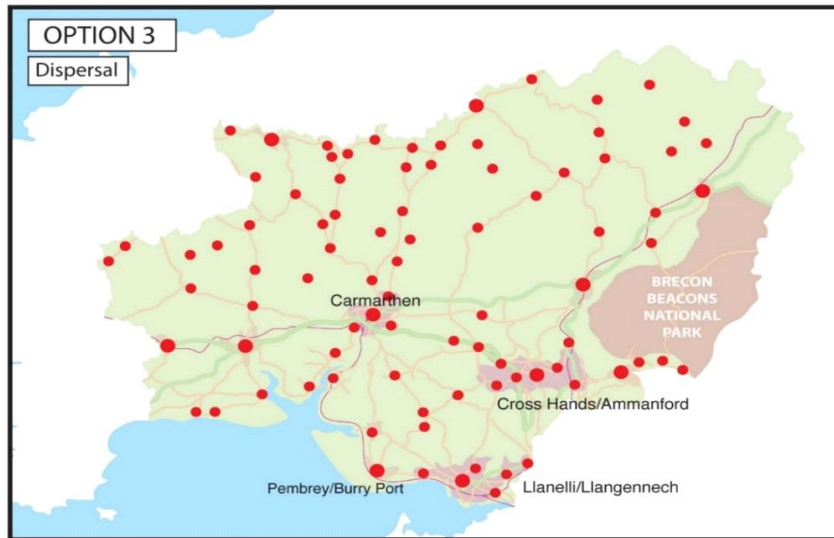 OPTION 3
Dispersal
BRECON
BEACONS
NATIONAL
PARK
Carmarthen
Cross Hands/Ammanford
Pembrey/Burry Port
Llanelli/Llangennech